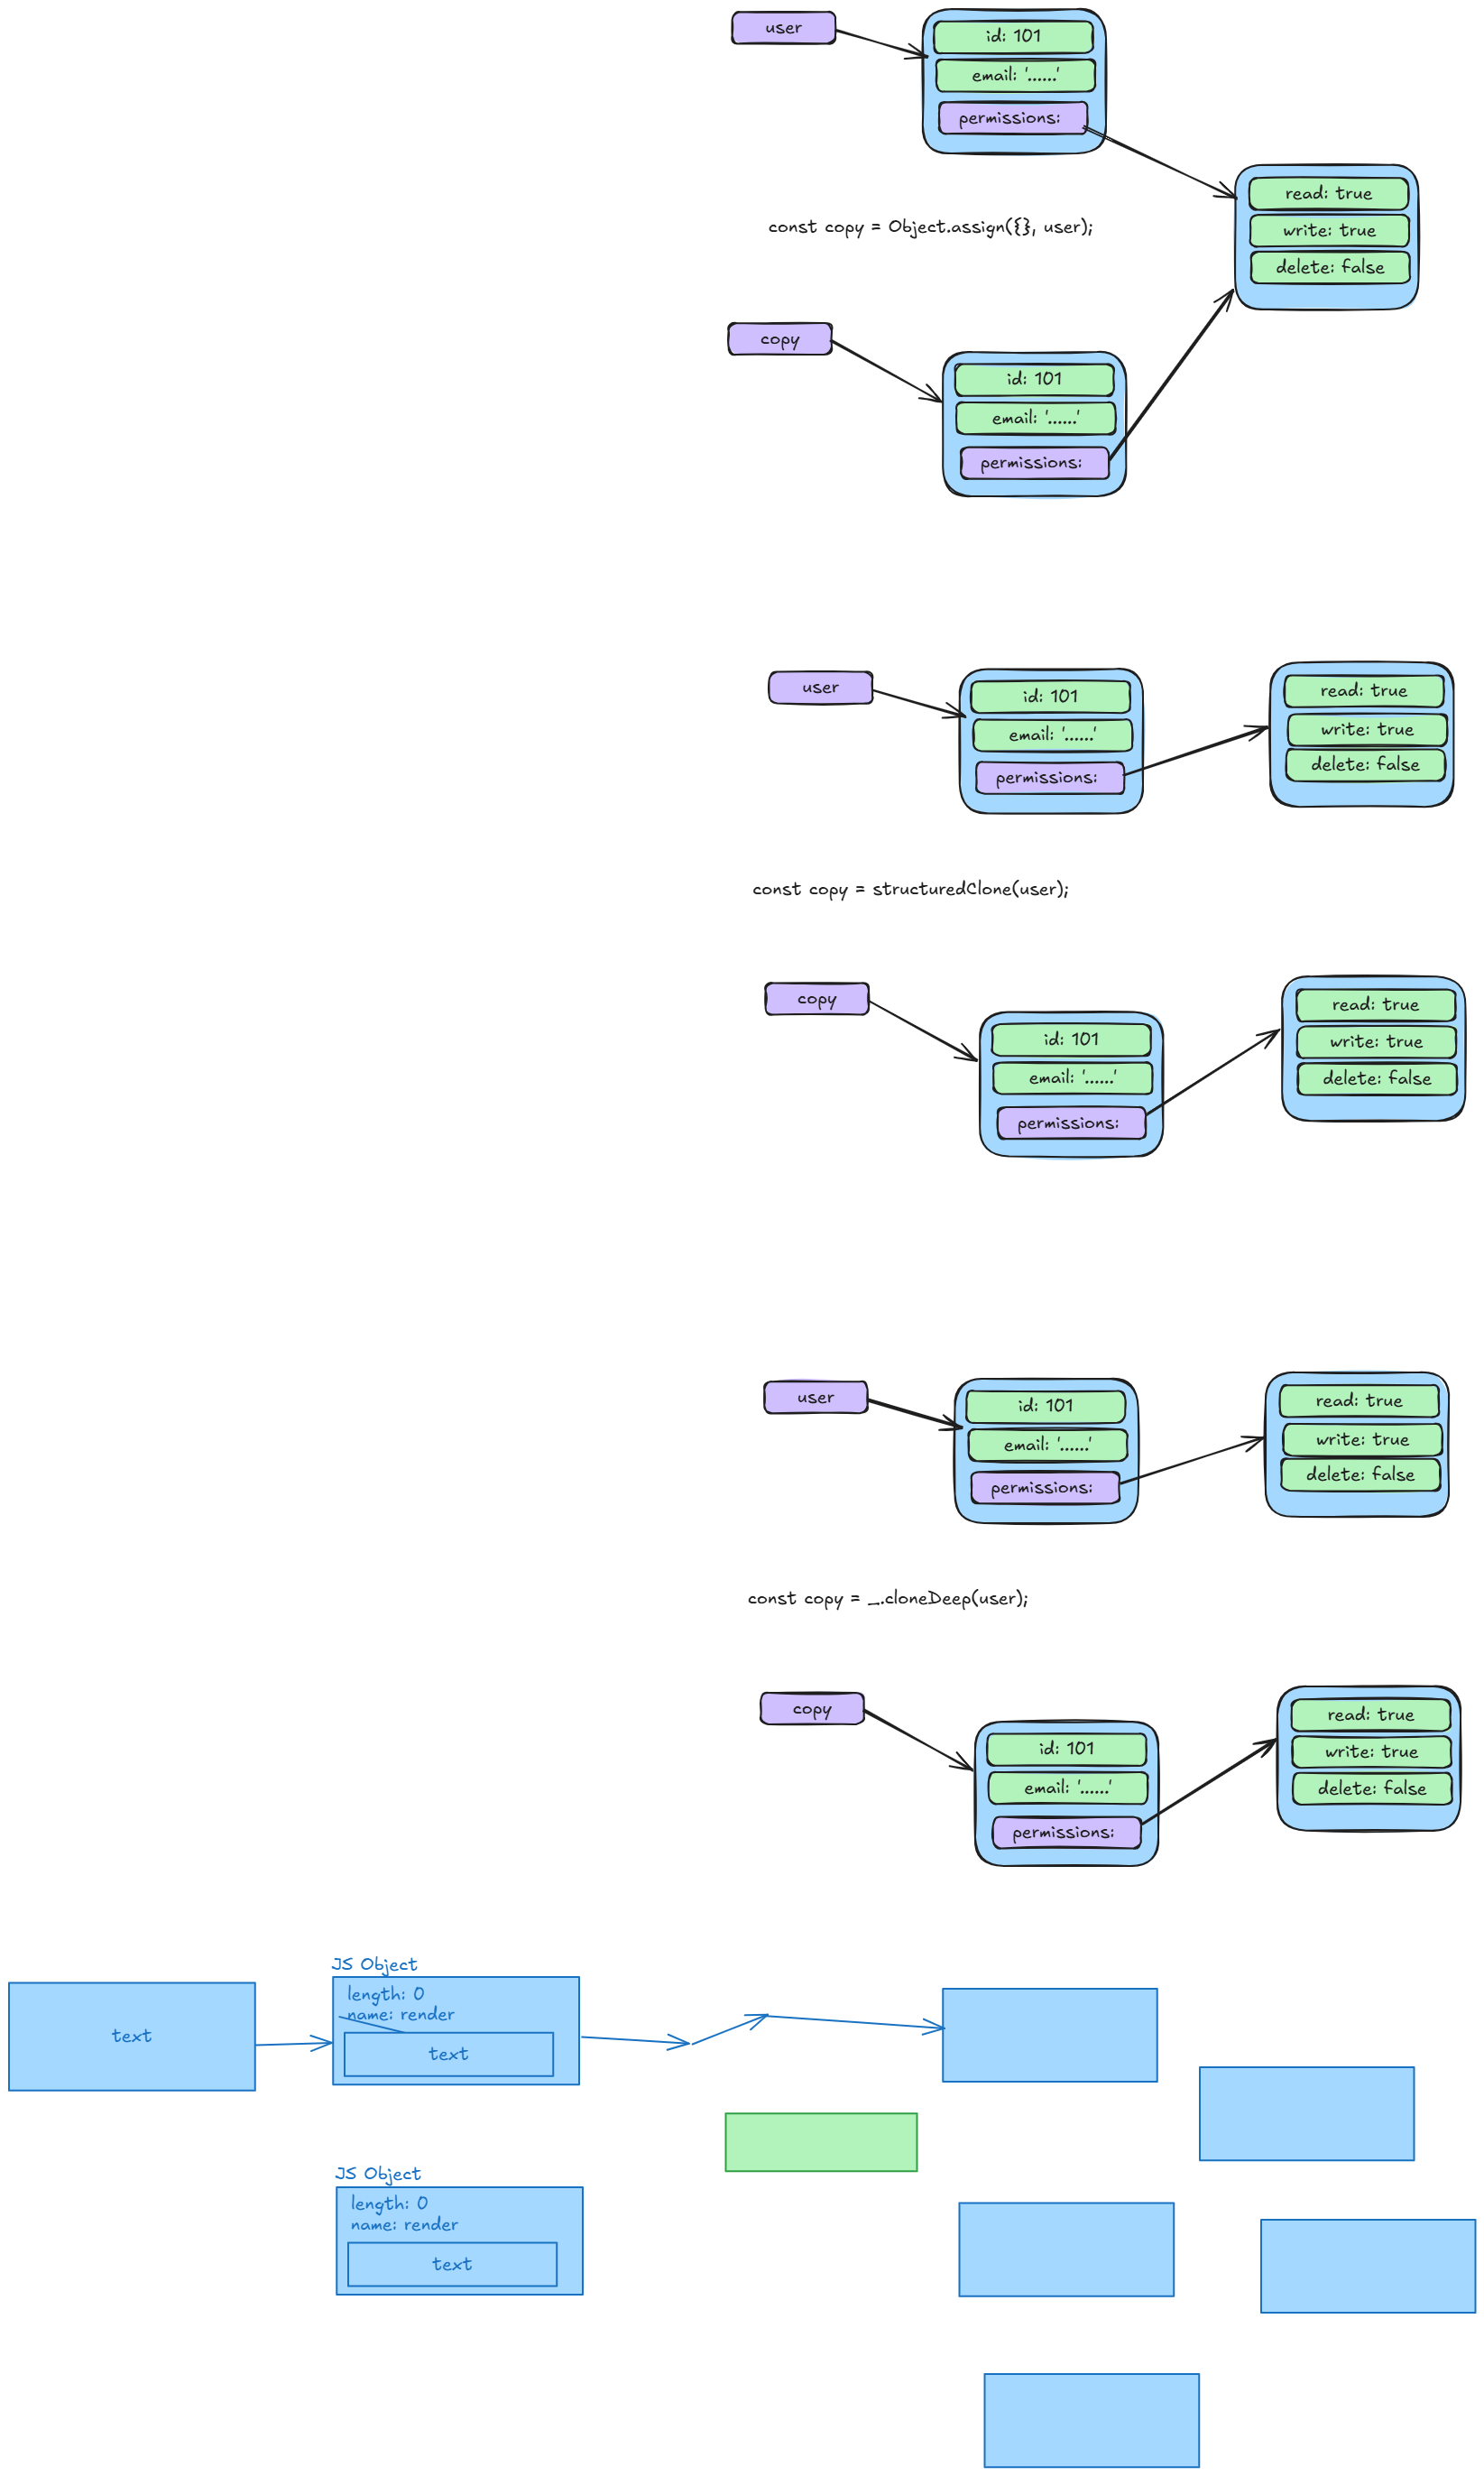 user
id: 101
email: '......'
permissions:
read: true
write: true
delete: false
const copy = Object.assign({}, user);
copy
id: 101
email: '......'
permissions:
user
id: 101
email: '......'
permissions:
read: true
write: true
delete: false
const copy = structuredClone(user);
copy
id: 101
email: '......'
permissions:
read: true
write: true
delete: false
user
id: 101
email: '......'
permissions:
read: true
write: true
delete: false
const copy = _.cloneDeep(user);
copy
id: 101
email: '......'
permissions:
read: true
write: true
delete: false
text
JS Object
length: 0
name: render
text
JS Object
length: 0
name: render
text